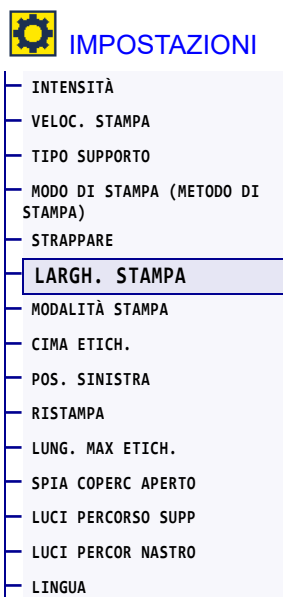 IMPOSTAZIONI
INTENSITÀ
VELOC. STAMPA
TIPO SUPPORTO
MODO DI STAMPA (METODO DI
STAMPA)
STRAPPARE
LARGH. STAMPA
MODALITÀ STAMPA
CIMA ETICH.
POS. SINISTRA
RISTAMPA
LUNG. MAX ETICH.
SPIA COPERC APERTO
LUCI PERCORSO SUPP
LUCI PERCOR NASTRO
LINGUA